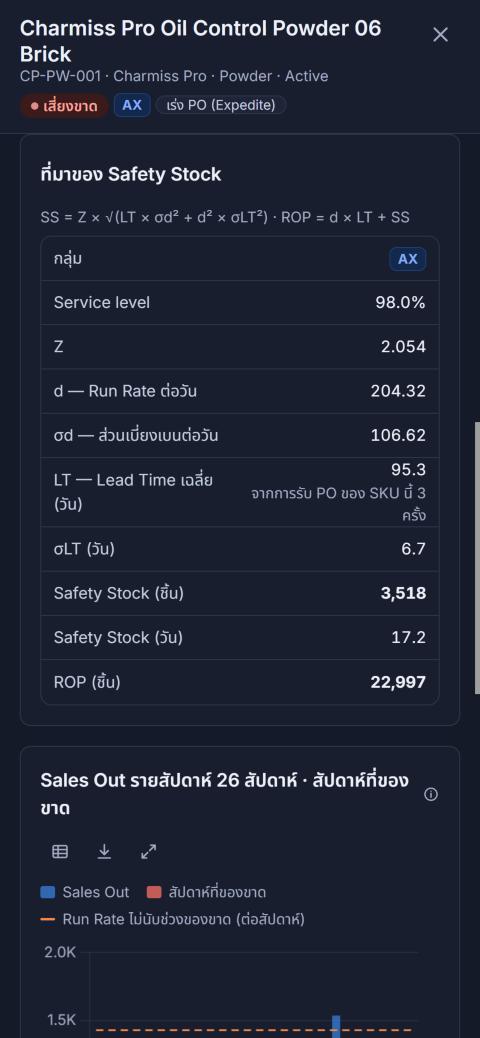 Charmiss Pro Oil Control Powder 06
Brick
CP-PW-001 · Charmiss Pro · Powder · Active
เสี่ยงขาด
AX
เร่ง PO (Expedite)
ที่มาของ Safety Stock
SS = Z × √(LT × σd² + d² × σLT²) · ROP = d × LT + SS
กลุ่ม AX
Service level 98.0%
Z 2.054
d — Run Rate ต่อวัน 204.32
σd — ส่วนเบี่ยงเบนต่อวัน 106.62
LT — Lead Time เฉลี่ย (วัน) 95.3
จากการรับ PO ของ SKU นี้ 3
ครั้ง
σLT (วัน) 6.7
Safety Stock (ชิ้น) 3,518
Safety Stock (วัน) 17.2
ROP (ชิ้น) 22,997
Sales Out รายสัปดาห์ 26 สัปดาห์ · สัปดาห์ที่ของ
ขาด
Sales Out สัปดาห์ที่ของขาด
Run Rate ไม่นับช่วงของขาด (ต่อสัปดาห์)
2.0K
1.5K